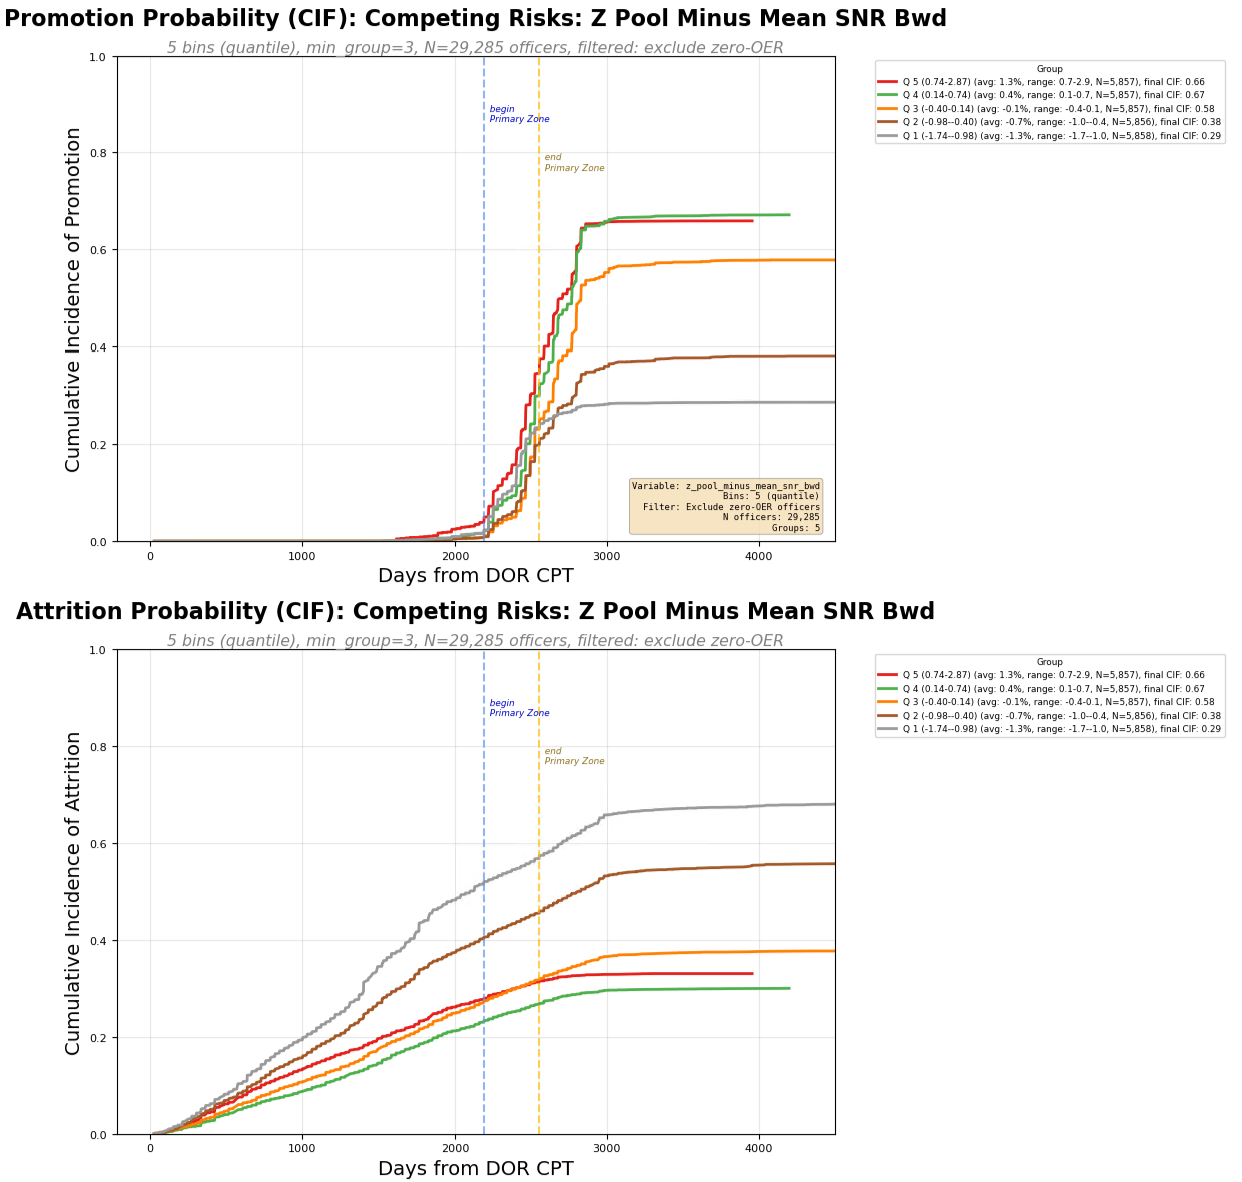 Promotion Probability (CIF): Competing Risks: Z Pool Minus Mean SNR Bwd
5 bins (quantile), min_group=3, N=29,285 officers, filtered: exclude zero-OER
Cumulative Incidence of Promotion
1.0
0.8
0.6
0.4
0.2
0.0
begin
Primary Zone
end
Primary Zone
Variable: z_pool_minus_mean_snr_bwd
Bins: 5 (quantile)
Filter: Exclude zero-OER officers
N officers: 29,285
Groups: 5
0 1000 2000 3000 4000
Days from DOR CPT
Group
Q 5 (0.74-2.87) (avg: 1.3%, range: 0.7-2.9, N=5,857), final CIF: 0.66
Q 4 (0.14-0.74) (avg: 0.4%, range: 0.1-0.7, N=5,857), final CIF: 0.67
Q 3 (-0.40-0.14) (avg: -0.1%, range: -0.4-0.1, N=5,857), final CIF: 0.58
Q 2 (-0.98--0.40) (avg: -0.7%, range: -1.0--0.4, N=5,856), final CIF: 0.38
Q 1 (-1.74--0.98) (avg: -1.3%, range: -1.7--1.0, N=5,858), final CIF: 0.29
Attrition Probability (CIF): Competing Risks: Z Pool Minus Mean SNR Bwd
5 bins (quantile), min_group=3, N=29,285 officers, filtered: exclude zero-OER
Cumulative Incidence of Attrition
1.0
0.8
0.6
0.4
0.2
0.0
begin
Primary Zone
end
Primary Zone
0 1000 2000 3000 4000
Days from DOR CPT
Group
Q 5 (0.74-2.87) (avg: 1.3%, range: 0.7-2.9, N=5,857), final CIF: 0.66
Q 4 (0.14-0.74) (avg: 0.4%, range: 0.1-0.7, N=5,857), final CIF: 0.67
Q 3 (-0.40-0.14) (avg: -0.1%, range: -0.4-0.1, N=5,857), final CIF: 0.58
Q 2 (-0.98--0.40) (avg: -0.7%, range: -1.0--0.4, N=5,856), final CIF: 0.38
Q 1 (-1.74--0.98) (avg: -1.3%, range: -1.7--1.0, N=5,858), final CIF: 0.29